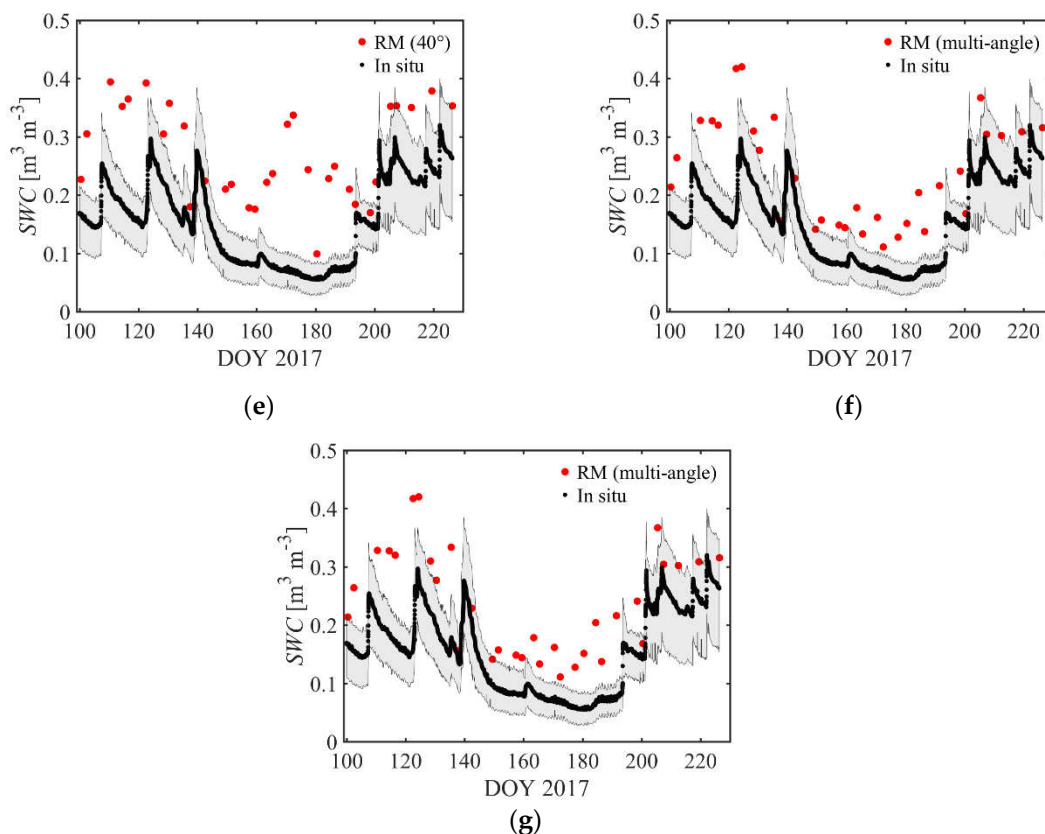 0.5
0.4
0.3
0.2
0.1
0
SWC [m³ m⁻³]
RM (40°)
In situ
100 120 140 160 180 200 220
DOY 2017
(e)
0.5
0.4
0.3
0.2
0.1
0
SWC [m³ m⁻³]
RM (multi-angle)
In situ
100 120 140 160 180 200 220
DOY 2017
(f)
0.5
0.4
0.3
0.2
0.1
0
SWC [m³ m⁻³]
RM (multi-angle)
In situ
100 120 140 160 180 200 220
DOY 2017
(g)